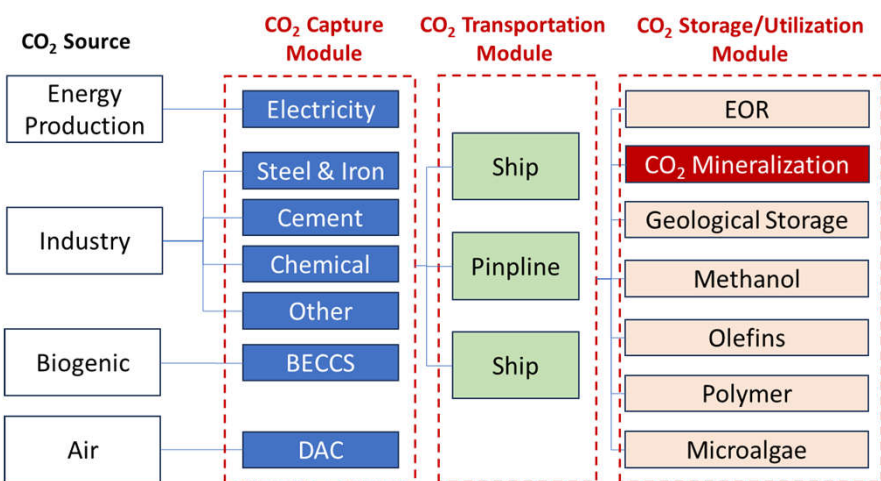 CO₂ Source
CO₂ Capture
Module
CO₂ Transportation
Module
CO₂ Storage/Utilization
Module
Energy
Production
Industry
Biogenic
Air
Electricity
Steel & Iron
Cement
Chemical
Other
BECCS
DAC
Ship
Pinpline
Ship
EOR
CO₂ Mineralization
Geological Storage
Methanol
Olefins
Polymer
Microalgae